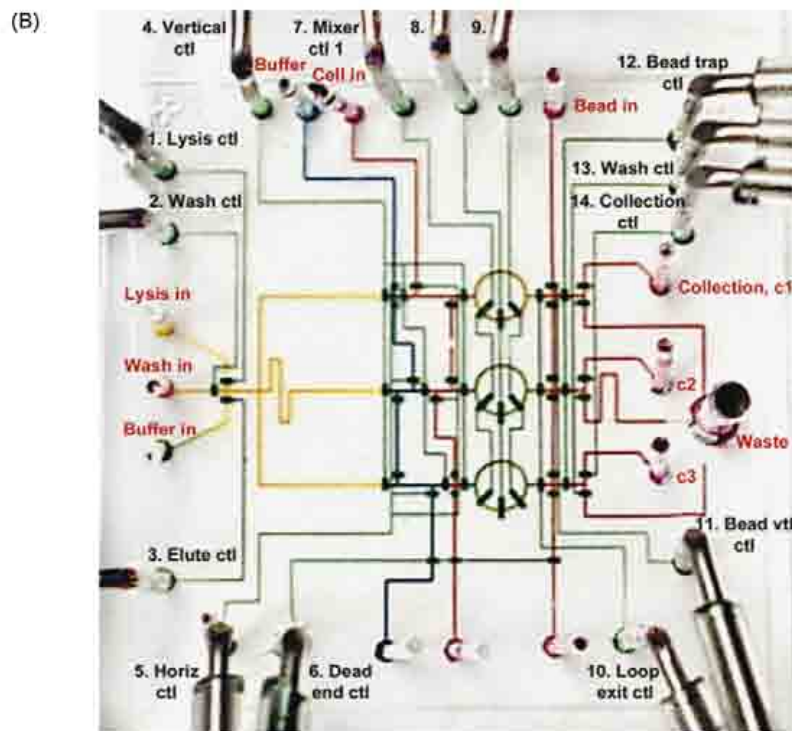 (B)
4. Vertical
ctl
7. Mixer
ctl 1
8.
9.
Buffer
Cell in
Bead in
12. Bead trap
ctl
1. Lysis ctl
13. Wash ctl
2. Wash ctl
14. Collection
ctl
Lysis in
Collection, c1
Wash in
c2
Buffer in
Waste
c3
3. Elute ctl
11. Bead vtl
ctl
5. Horiz
ctl
6. Dead
end ctl
10. Loop
exit ctl